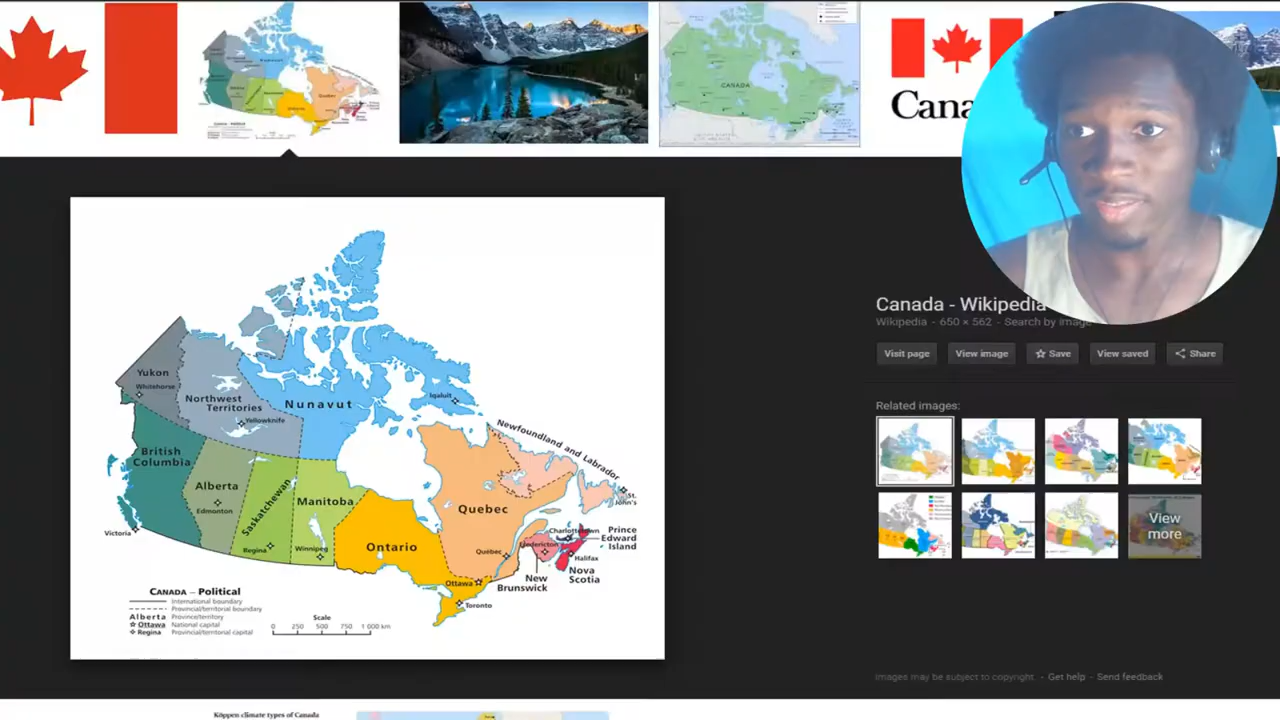 CANADA
Cana
Yukon
Whitehorse
Northwest
Territories
Yellowknife
Nunavut
Iqaluit
British
Columbia
Victoria
Alberta
Edmonton
Saskatchewan
Regina
Manitoba
Winnipeg
Ontario
Ottawa
Toronto
Quebec
Québec
Newfoundland and Labrador
St.
John's
Charlottetown
Prince
Edward
Island
Fredericton
Halifax
New
Brunswick
Nova
Scotia
CANADA – Political
International boundary
Provincial/territorial boundary
Alberta Province/territory
Ottawa National capital
Regina Provincial/territorial capital
Scale
0 250 500 750 1 000 km
Canada - Wikipedia
Wikipedia - 650 × 562 - Search by image
Visit page View image Save View saved Share
Related images:
View
more
Images may be subject to copyright. - Get help - Send feedback
Köppen climate types of Canada